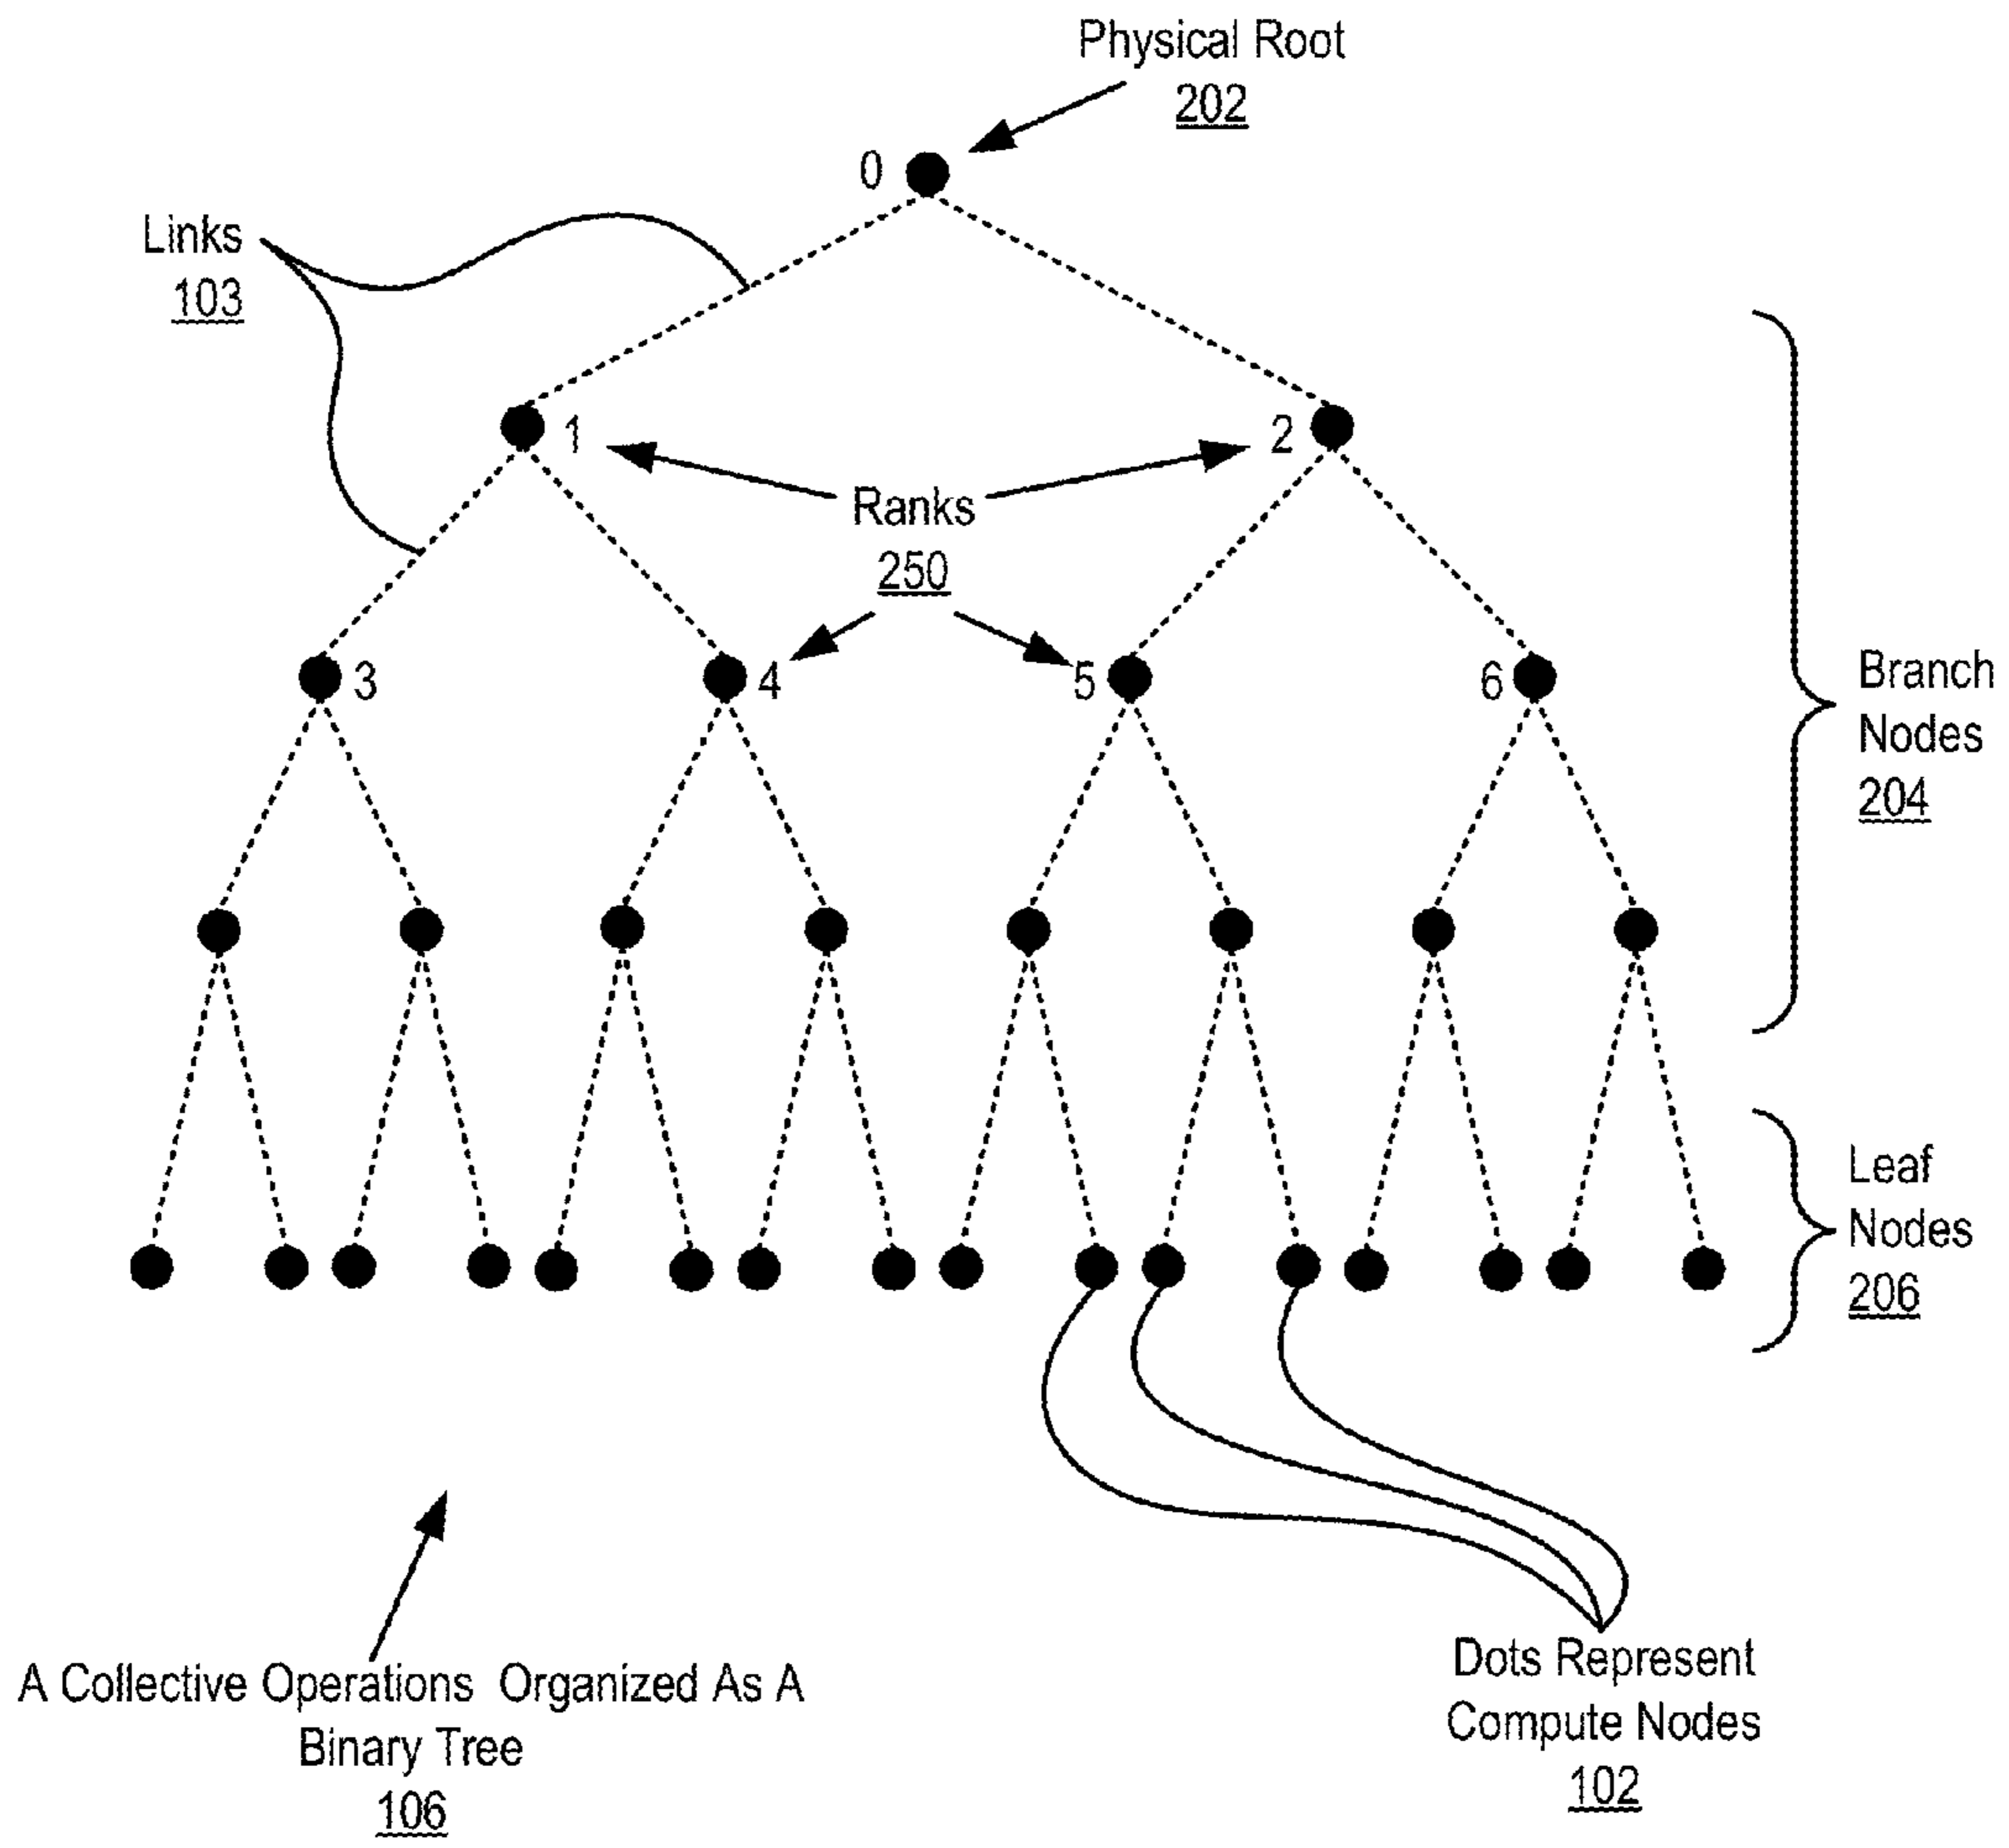 Physical Root
202
0
Links
103
1
2
Ranks
250
3
4
5
6
Branch
Nodes
204
Leaf
Nodes
206
A Collective Operations Organized As A
Binary Tree
106
Dots Represent
Compute Nodes
102